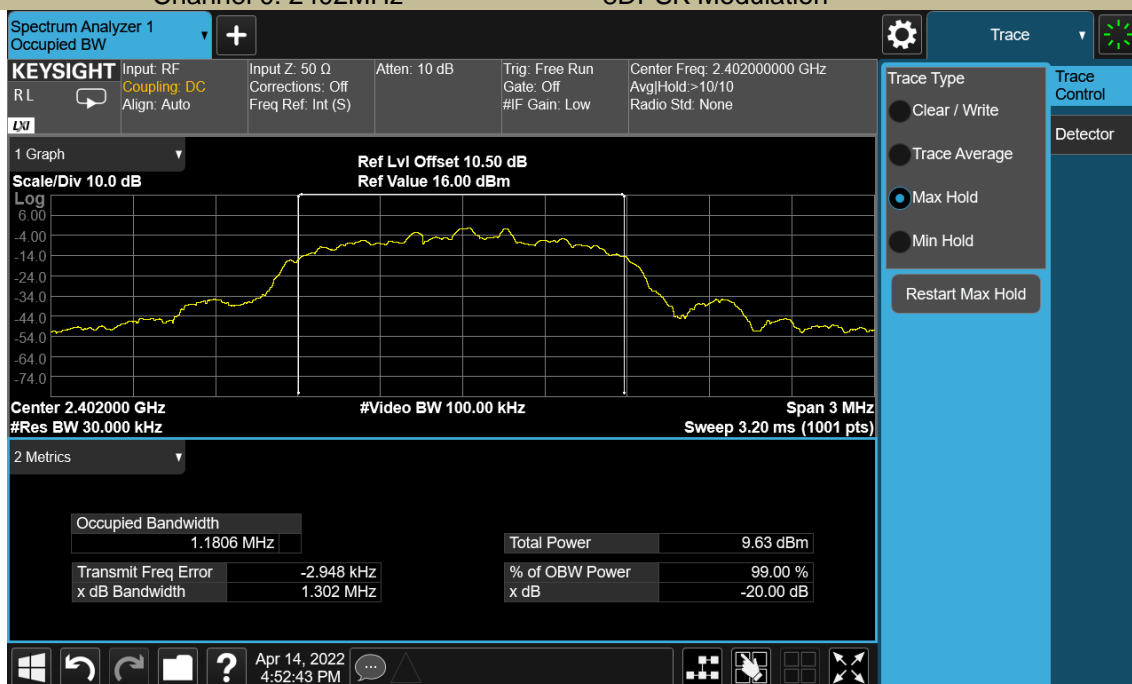 Spectrum Analyzer 1
Occupied BW
Trace
KEYSIGHT
R L
LXI
Input: RF
Coupling: DC
Align: Auto
Input Z: 50 Ω
Corrections: Off
Freq Ref: Int (S)
Atten: 10 dB
Trig: Free Run
Gate: Off
#IF Gain: Low
Center Freq: 2.402000000 GHz
Avg|Hold:>10/10
Radio Std: None
Trace Type
Clear / Write
Trace Average
Max Hold
Min Hold
Restart Max Hold
Trace
Control
Detector
1 Graph
Scale/Div 10.0 dB
Ref Lvl Offset 10.50 dB
Ref Value 16.00 dBm
Log
6.00
-4.00
-14.0
-24.0
-34.0
-44.0
-54.0
-64.0
-74.0
Center 2.402000 GHz
#Video BW 100.00 kHz
Span 3 MHz
#Res BW 30.000 kHz
Sweep 3.20 ms (1001 pts)
2 Metrics
Occupied Bandwidth
1.1806 MHz
Total Power 9.63 dBm
Transmit Freq Error -2.948 kHz
% of OBW Power 99.00 %
x dB Bandwidth 1.302 MHz
x dB -20.00 dB
?
Apr 14, 2022
4:52:43 PM